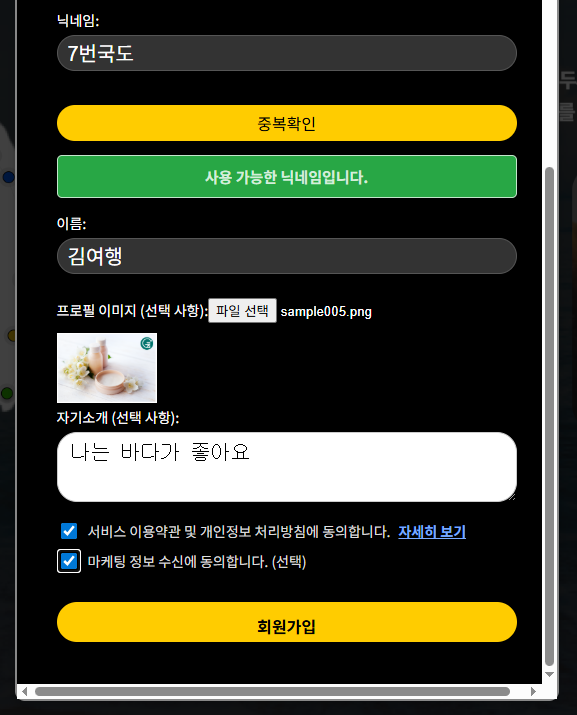 닉네임:
7번국도
중복확인
사용 가능한 닉네임입니다.
이름:
김여행
프로필 이미지 (선택 사항): 파일 선택 sample005.png
자기소개 (선택 사항):
나는 바다가 좋아요
서비스 이용약관 및 개인정보 처리방침에 동의합니다. 자세히 보기
마케팅 정보 수신에 동의합니다. (선택)
회원가입
두
를